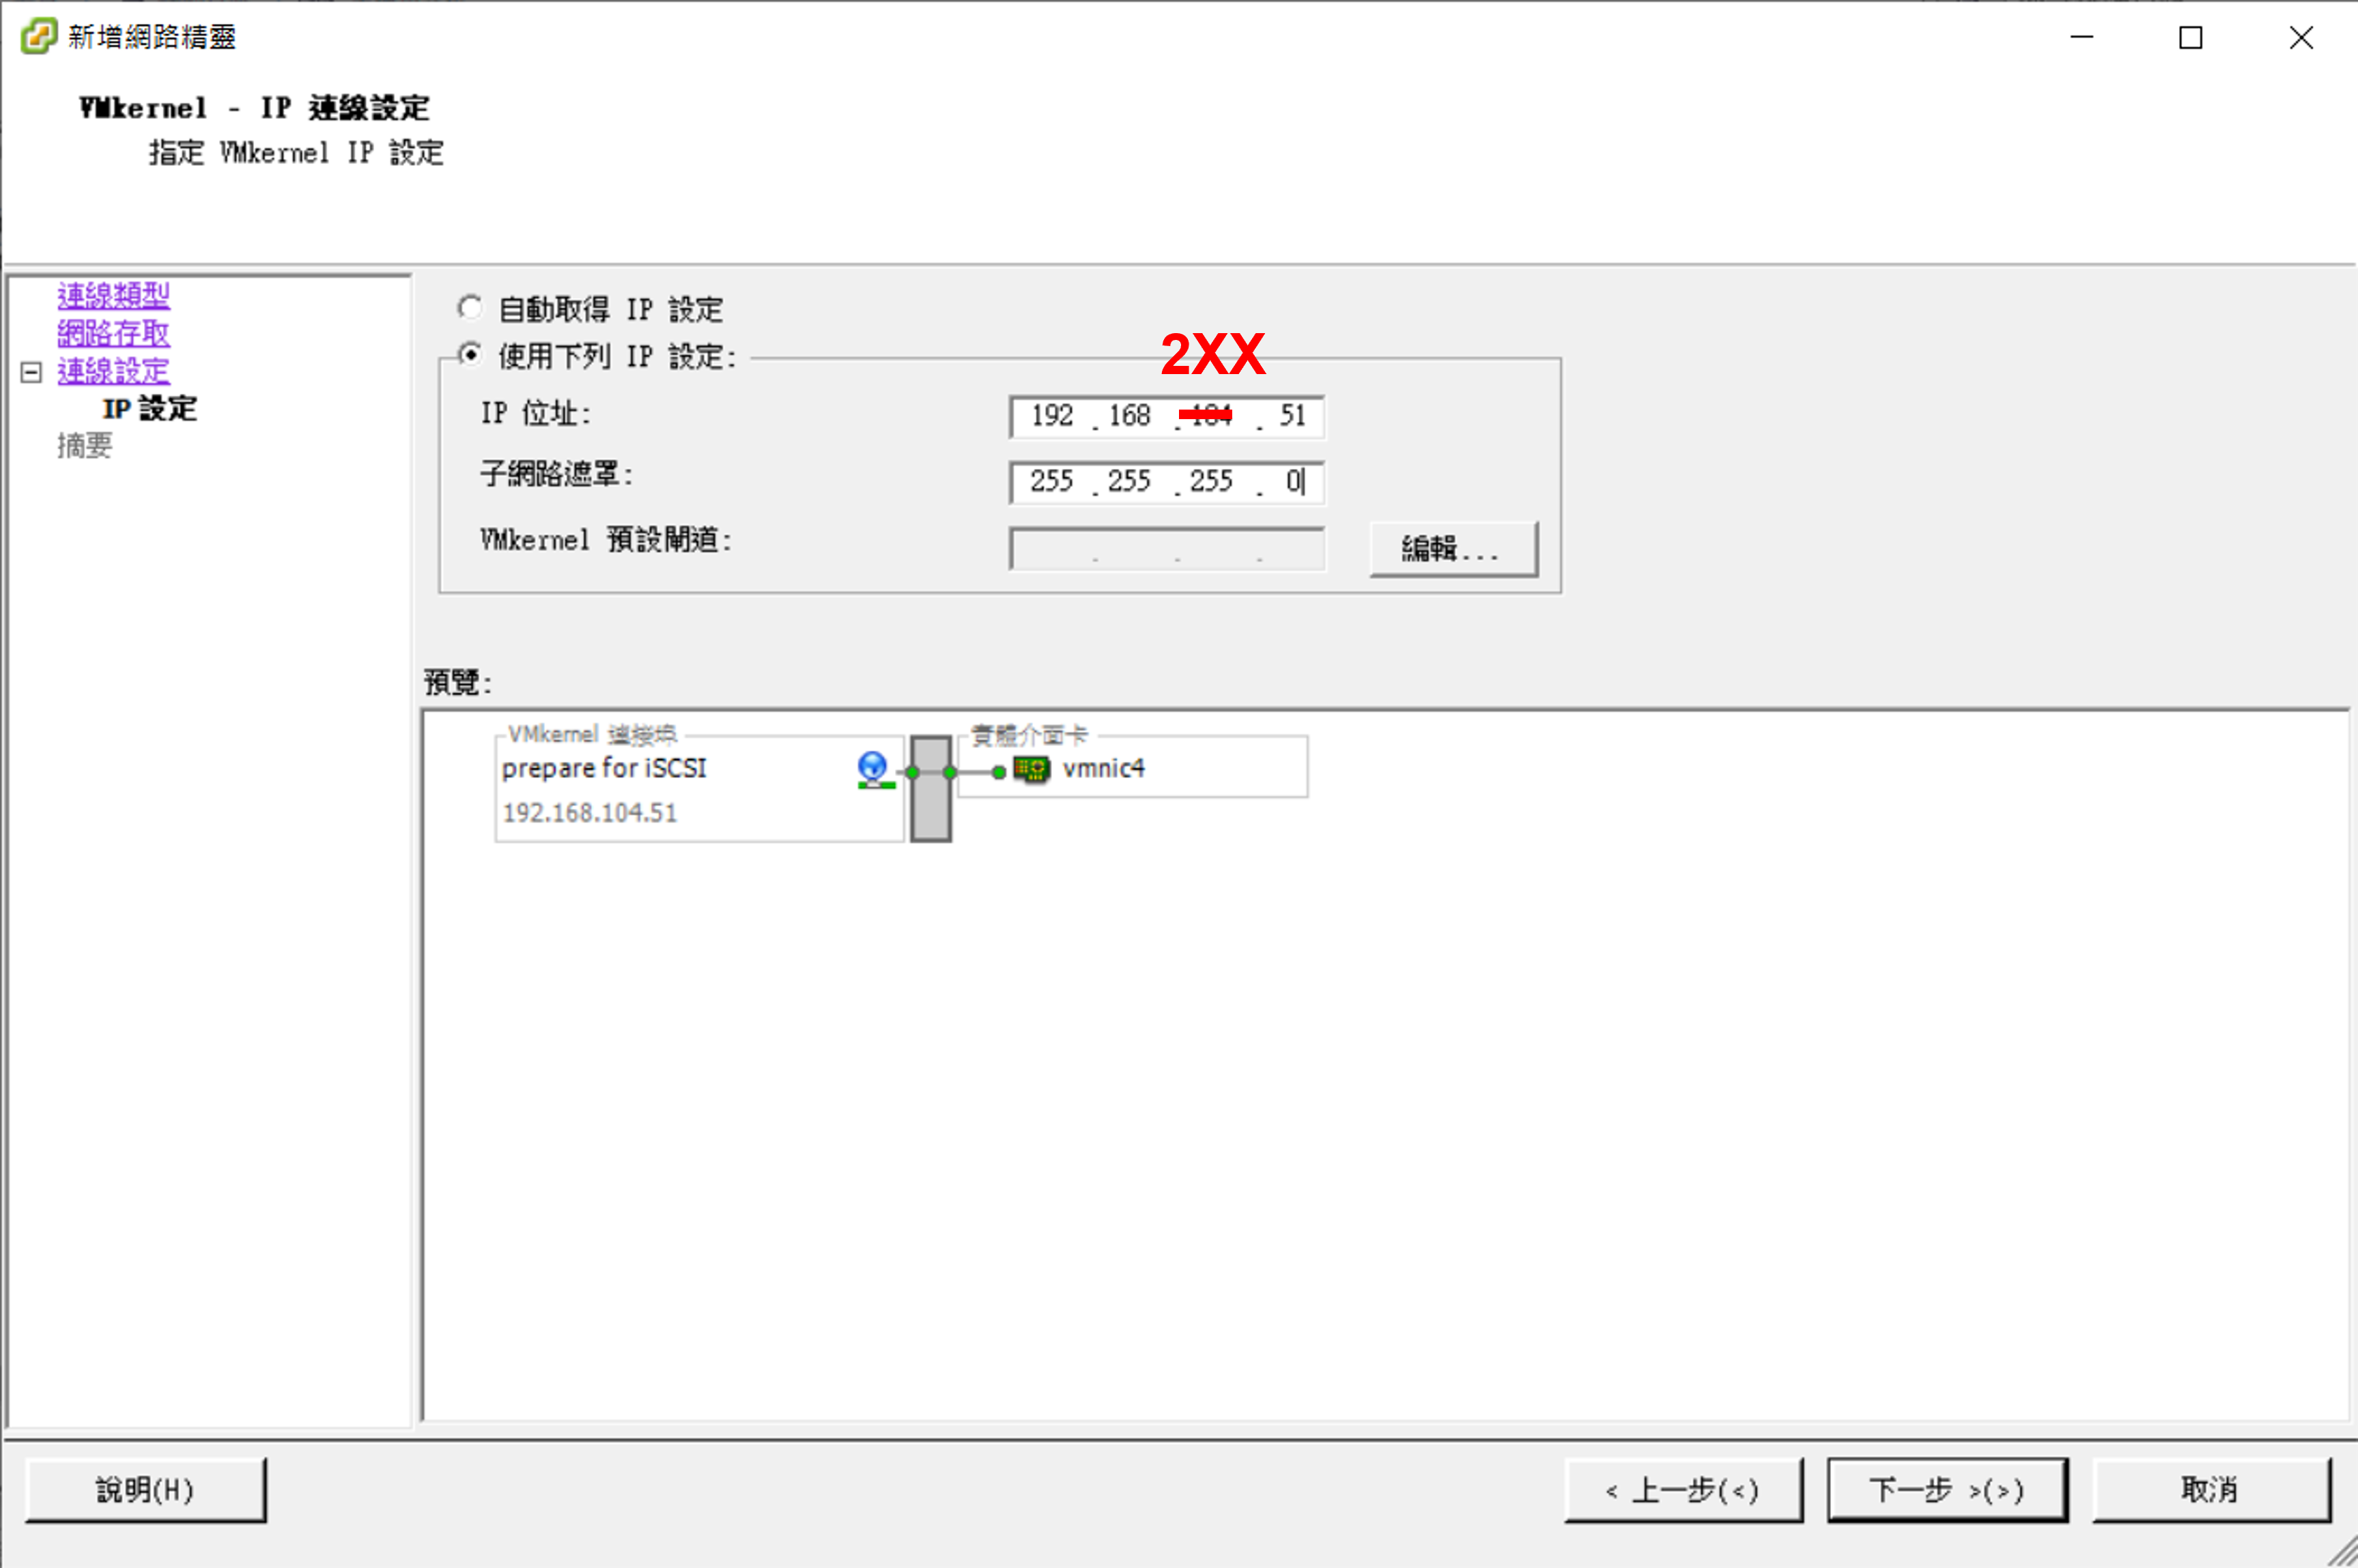 新增網路精靈
VMkernel - IP 連線設定
指定 VMkernel IP 設定
連線類型
網路存取
連線設定
IP 設定
摘要
自動取得 IP 設定
使用下列 IP 設定:
2XX
IP 位址: 192 . 168 . 104 . 51
子網路遮罩: 255 . 255 . 255 . 0
VMkernel 預設閘道: . . . 編輯...
預覽:
VMkernel 連接埠 實體介面卡
prepare for iSCSI vmnic4
192.168.104.51
說明(H) < 上一步(<) 下一步 >(>) 取消